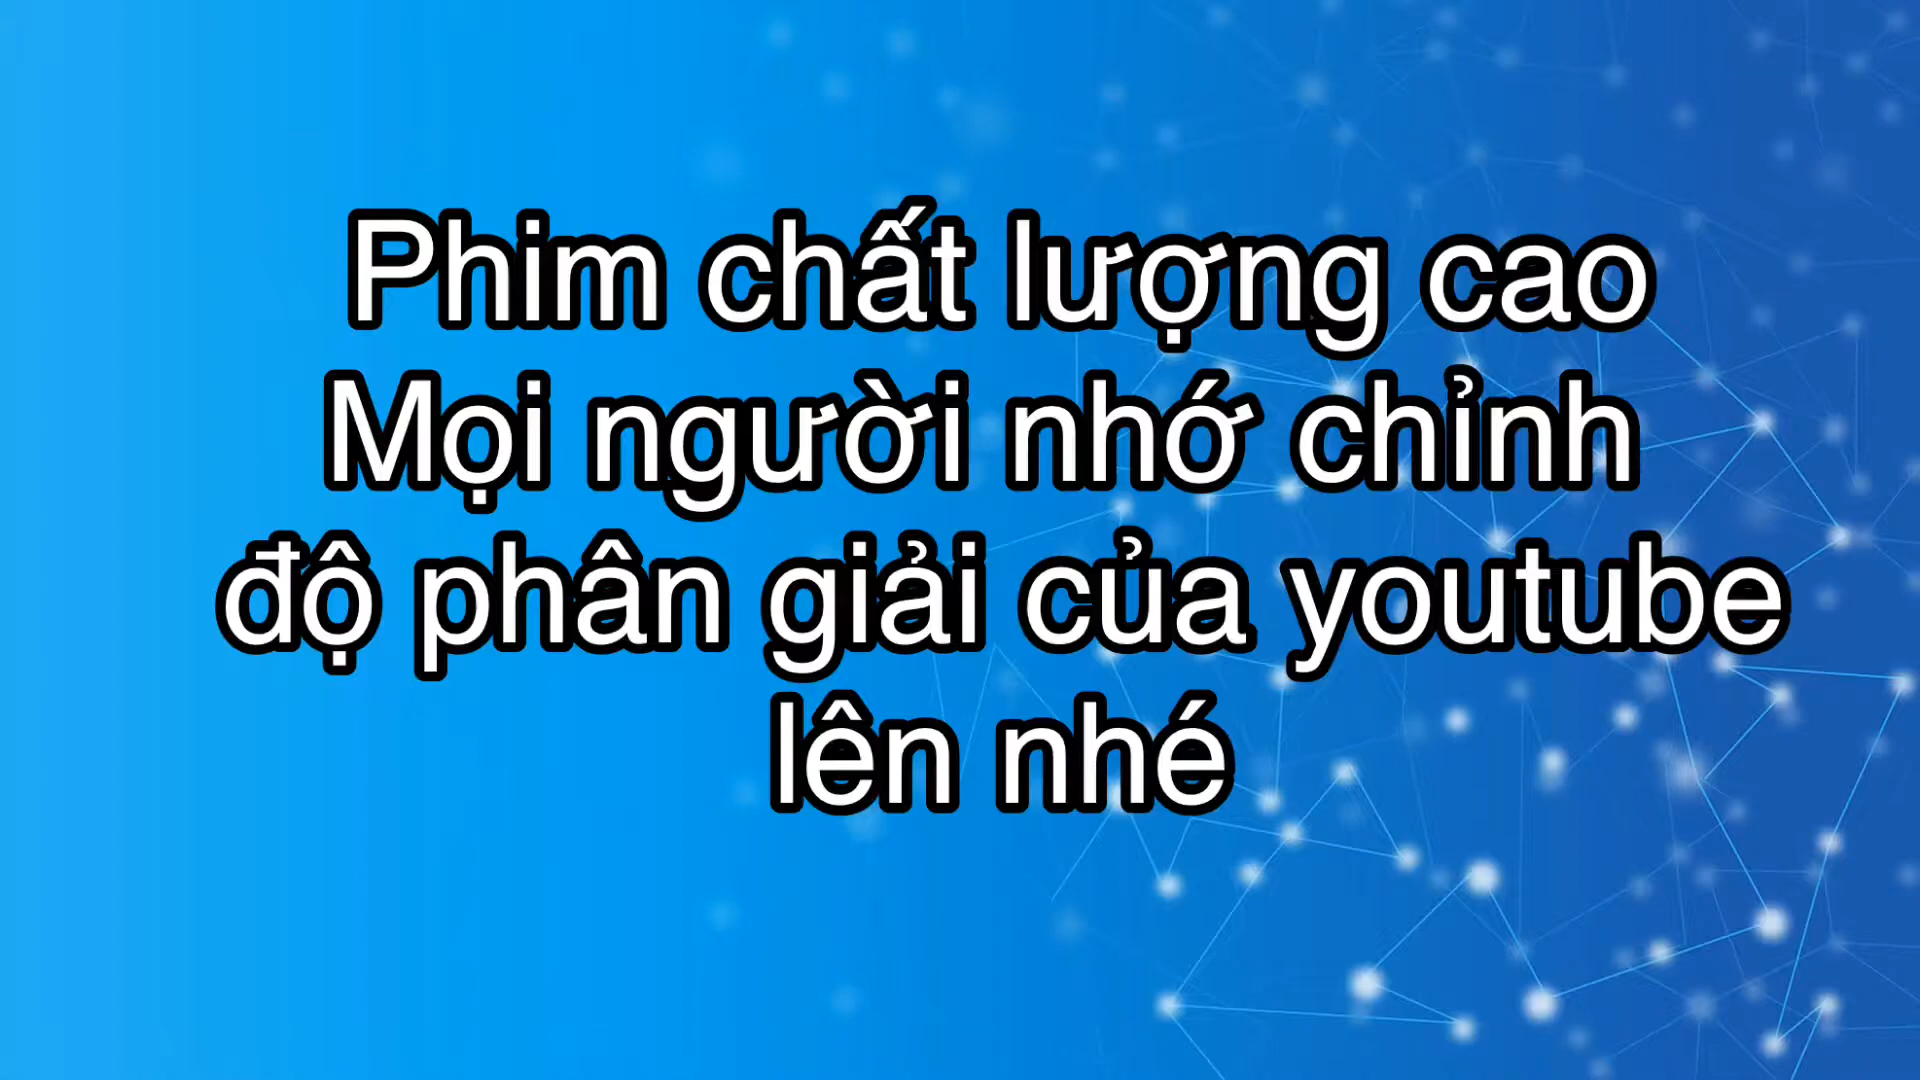 Phim chất lượng cao
Mọi người nhớ chỉnh
độ phân giải của youtube
lên nhé